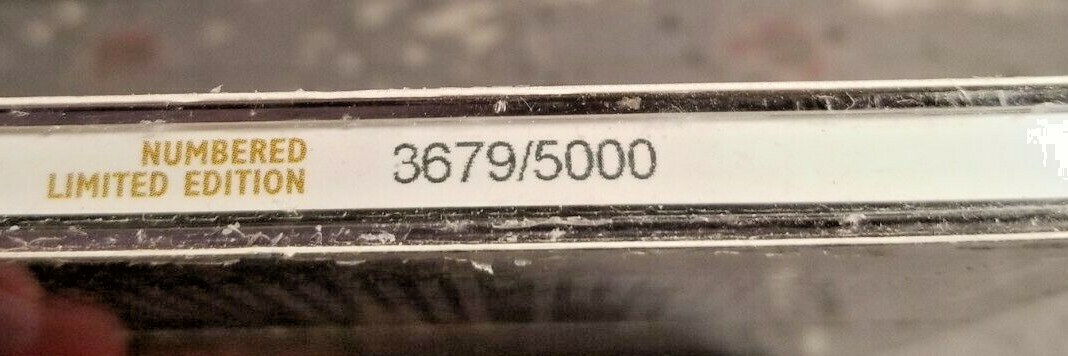 NUMBERED
LIMITED EDITION
3679/5000